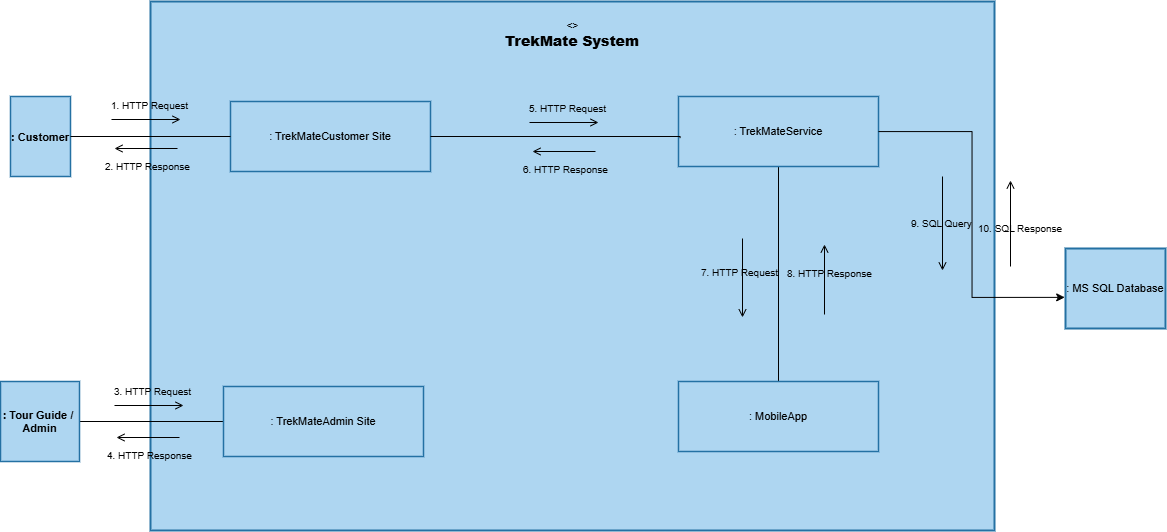 <>
TrekMate System
1. HTTP Request
: Customer
2. HTTP Response
: TrekMateCustomer Site
5. HTTP Request
6. HTTP Response
: TrekMateService
9. SQL Query
10. SQL Response
7. HTTP Request
8. HTTP Response
: MS SQL Database
3. HTTP Request
: Tour Guide /
Admin
4. HTTP Response
: TrekMateAdmin Site
: MobileApp